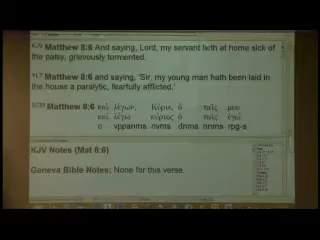 KJV Matthew 8:6 And saying, Lord, my servant lieth at home sick of
the palsy, grievously tormented.
YLT Matthew 8:6 and saying, 'Sir, my young man hath been laid in
the house a paralytic, fearfully afflicted,'
Matthew 8:6 καὶ λέγων, Κύριε, ὁ παῖς μου
καί λέγω κύριος ὁ παῖς ἐγώ
c vppanms nvms dnms nnms rpg-s
KJV Notes (Mat 8:6)
Geneva Bible Notes: None for this verse.